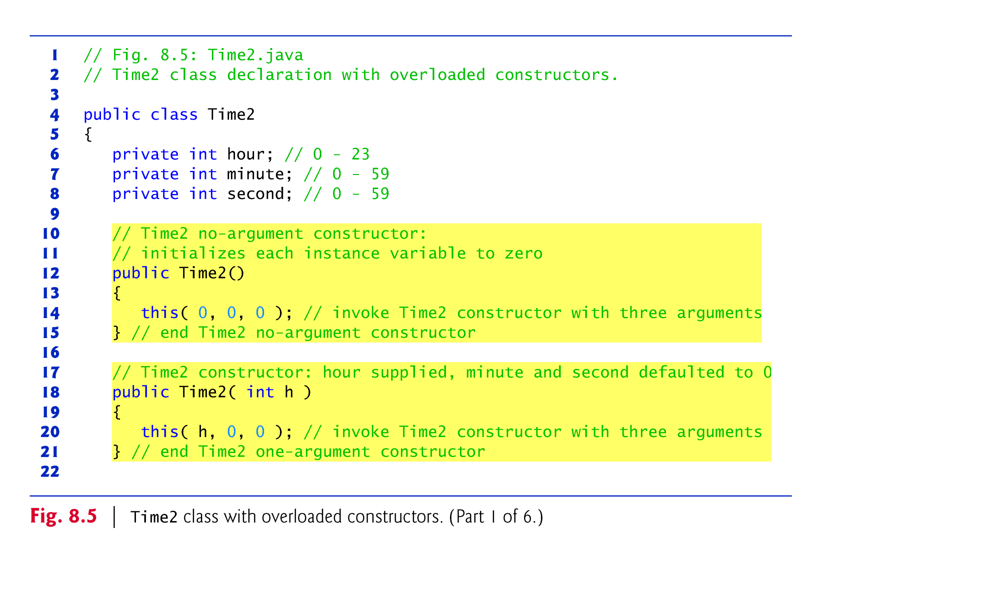 1 // Fig. 8.5: Time2.java
2 // Time2 class declaration with overloaded constructors.
3
4 public class Time2
5 {
6    private int hour; // 0 - 23
7    private int minute; // 0 - 59
8    private int second; // 0 - 59
9
10    // Time2 no-argument constructor:
11    // initializes each instance variable to zero
12    public Time2()
13    {
14       this( 0, 0, 0 ); // invoke Time2 constructor with three arguments
15    } // end Time2 no-argument constructor
16
17    // Time2 constructor: hour supplied, minute and second defaulted to 0
18    public Time2( int h )
19    {
20       this( h, 0, 0 ); // invoke Time2 constructor with three arguments
21    } // end Time2 one-argument constructor
22
Fig. 8.5 | Time2 class with overloaded constructors. (Part 1 of 6.)